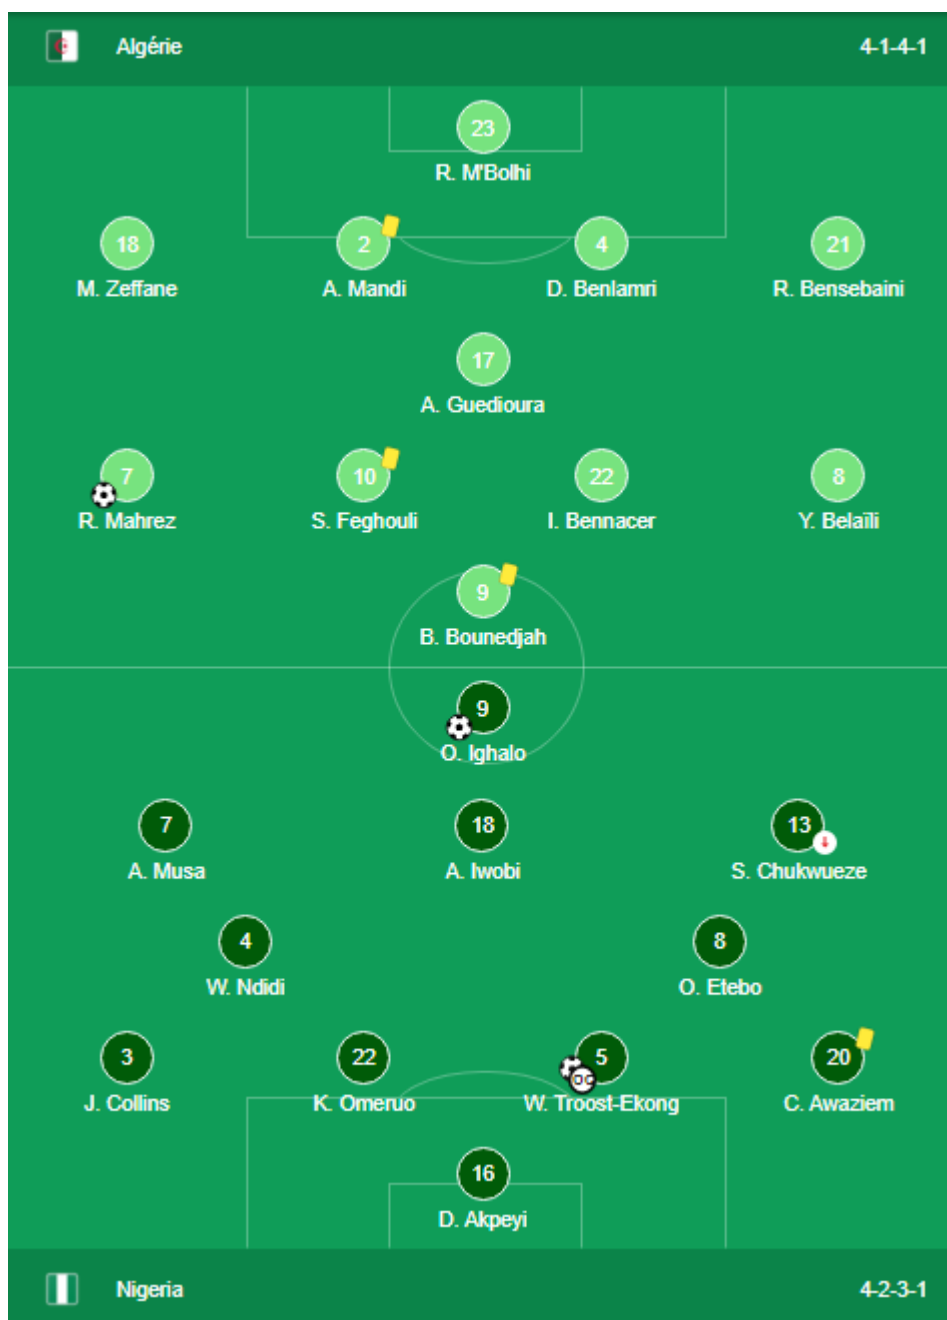 Algérie 4-1-4-1
23
R. M'Bolhi
18 2 4 21
M. Zeffane A. Mandi D. Benlamri R. Bensebaini
17
A. Guedioura
7 10 22 8
R. Mahrez S. Feghouli I. Bennacer Y. Belaïli
9
B. Bounedjah
9
O. Ighalo
7 18 13
A. Musa A. Iwobi S. Chukwueze
4 8
W. Ndidi O. Etebo
3 22 5 20
J. Collins K. Omeruo W. Troost-Ekong C. Awaziem
16
D. Akpeyi
Nigeria 4-2-3-1